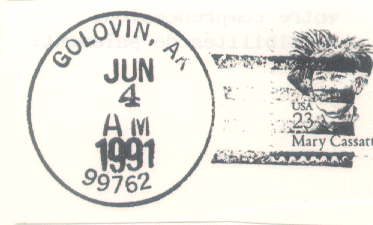 GOLOVIN, AK
JUN
4
AM
1991
99762
USA
23
Mary Cassatt